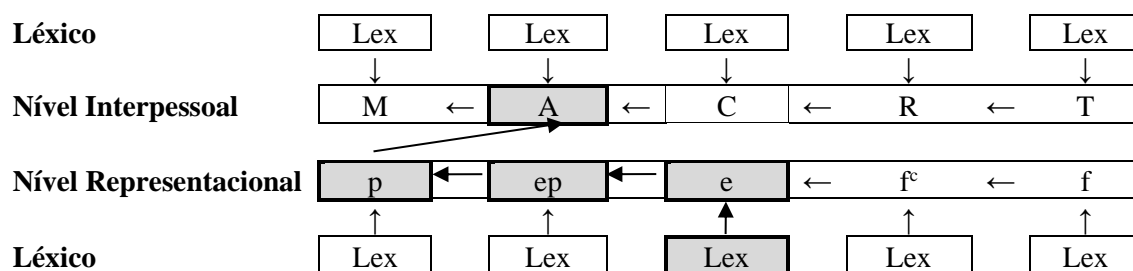 Léxico Lex Lex Lex Lex Lex
↓ ↓ ↓ ↓ ↓
Nível Interpessoal M ← A ← C ← R ← T
Nível Representacional p ← ep ← e ← fᶜ ← f
↑ ↑ ↑ ↑ ↑
Léxico Lex Lex Lex Lex Lex